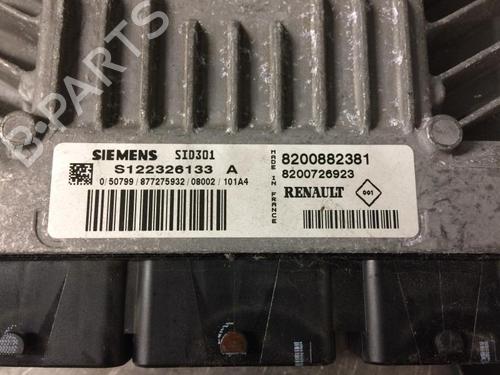 B-PARTS
SIEMENS SID301
S122326133 A
0/50799/877275932/08002/101A4
MADE IN FRANCE
8200882381
8200726923
RENAULT 001